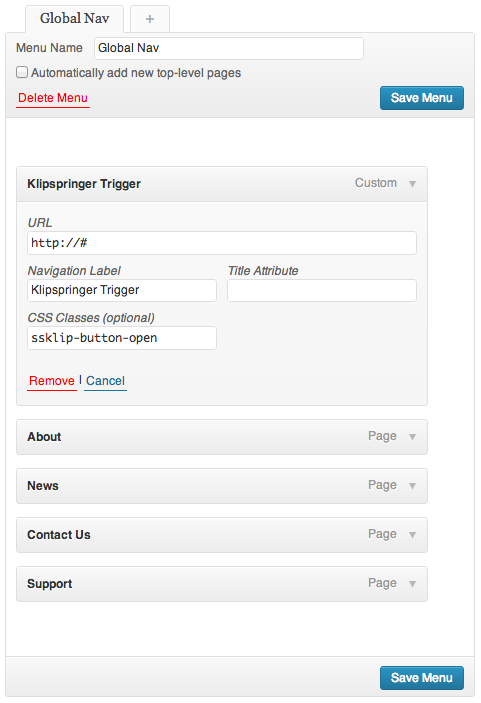 Global Nav +
Menu Name Global Nav
Automatically add new top-level pages
Delete Menu Save Menu
Klipspringer Trigger Custom ▼
URL
http://#
Navigation Label Title Attribute
Klipspringer Trigger
CSS Classes (optional)
ssklip-button-open
Remove | Cancel
About Page ▼
News Page ▼
Contact Us Page ▼
Support Page ▼
Save Menu